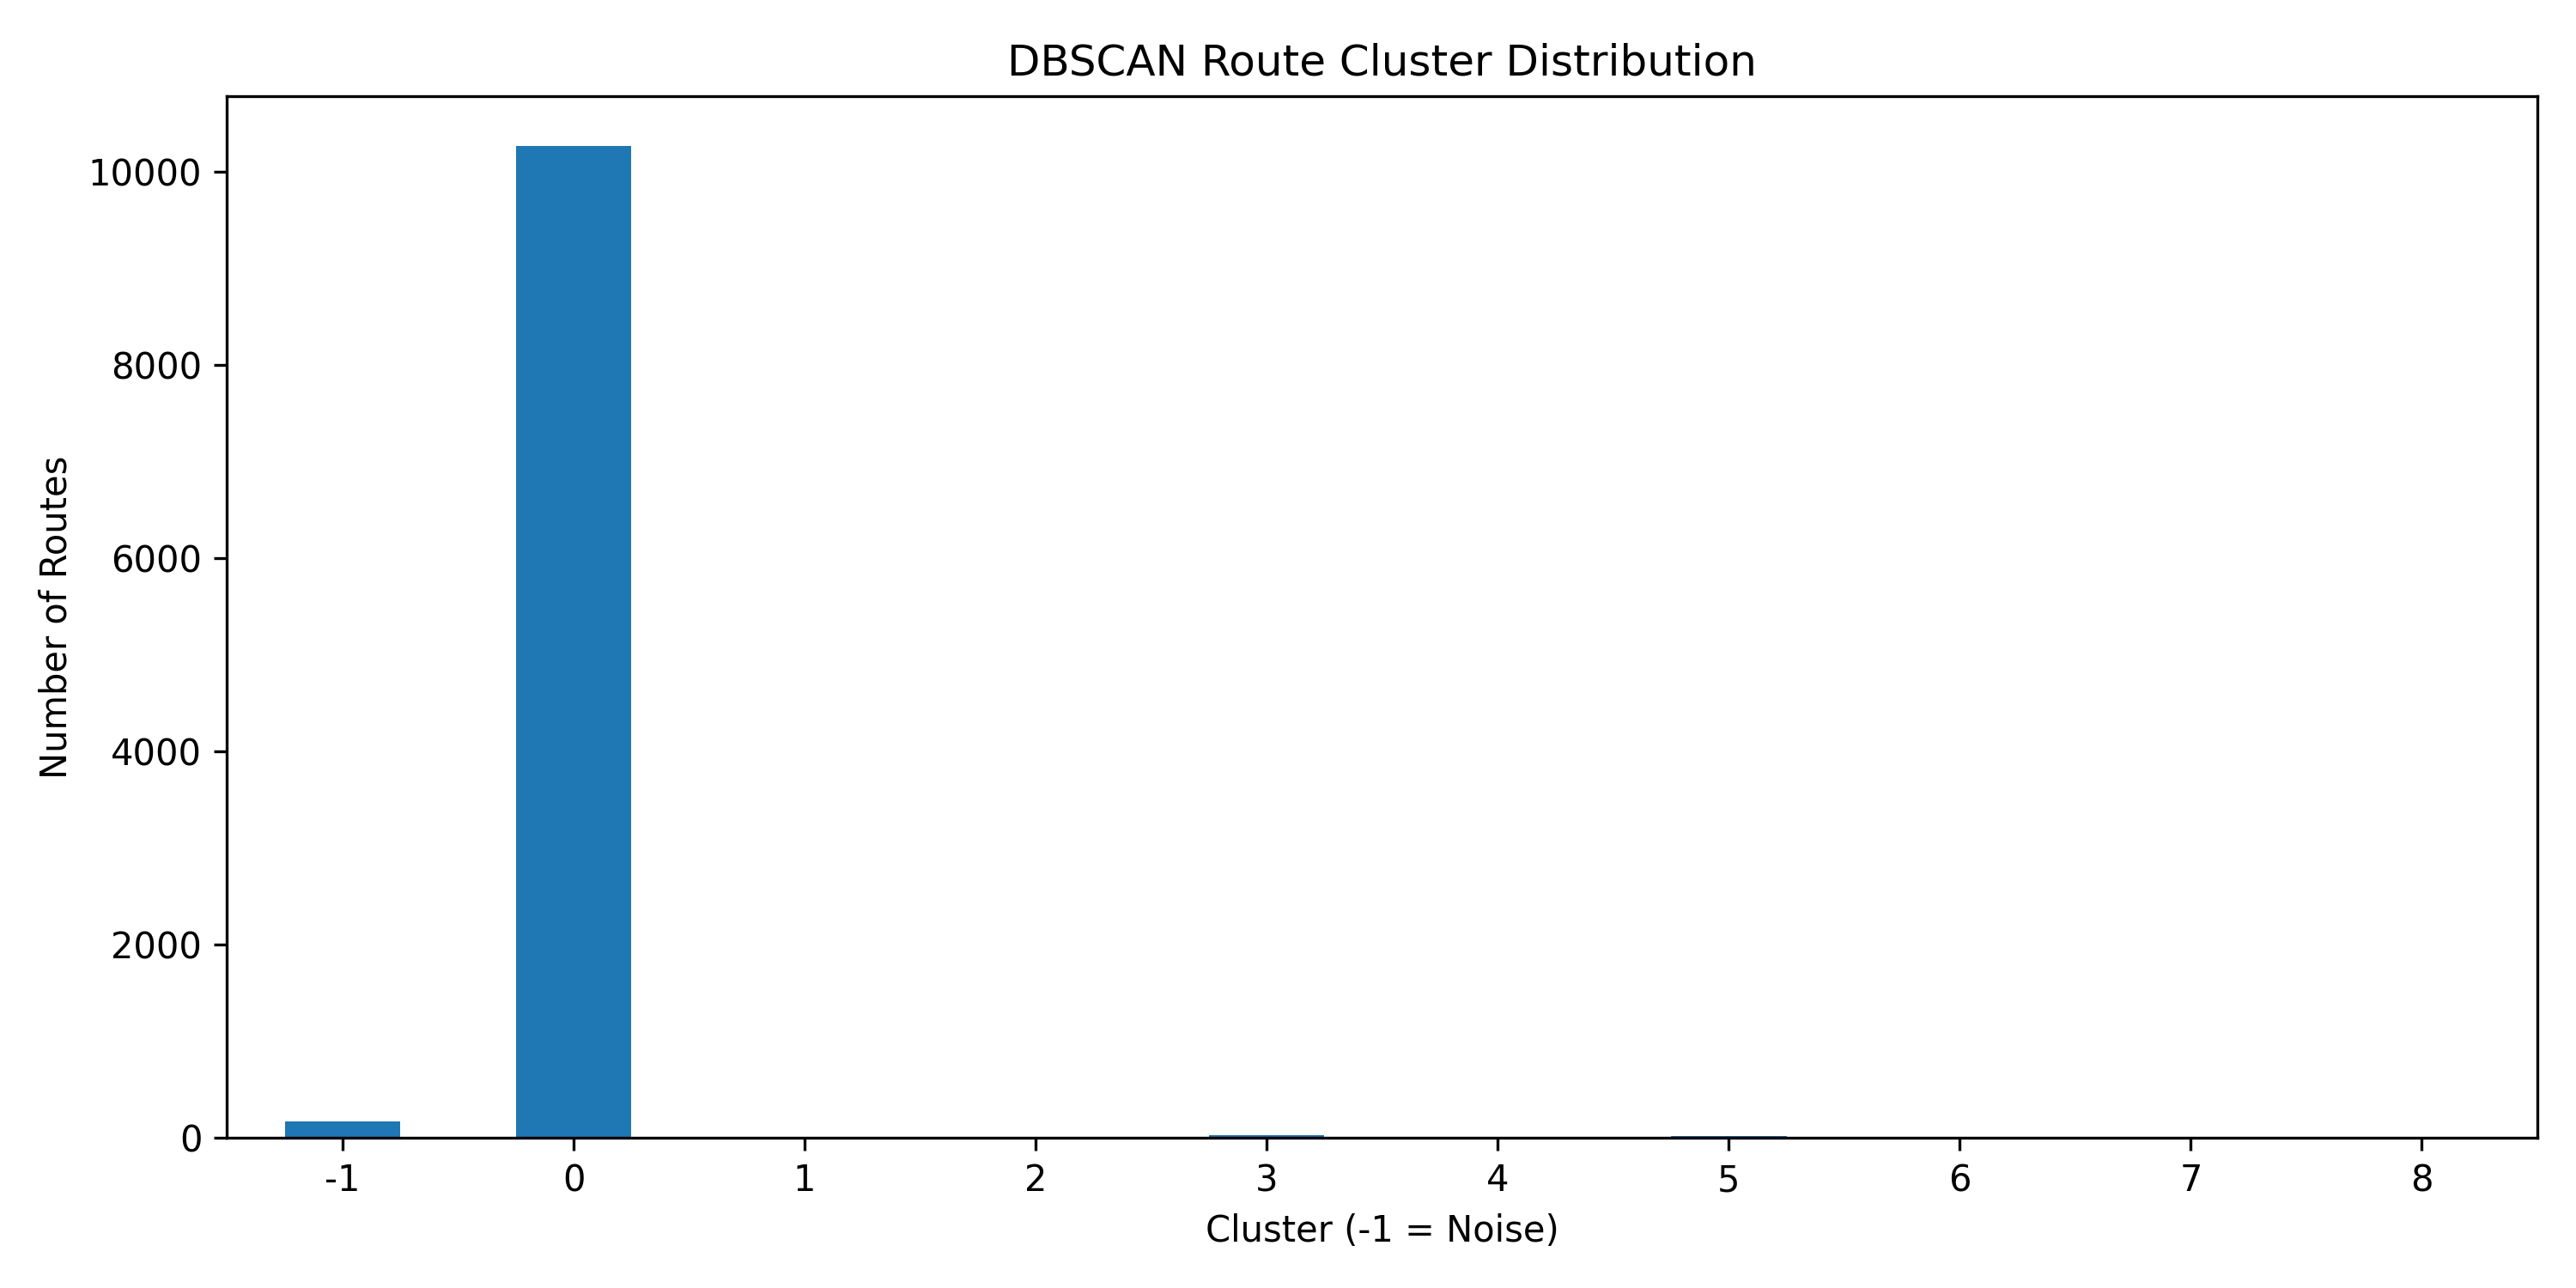 DBSCAN Route Cluster Distribution
10000
8000
6000
4000
2000
0
Number of Routes
-1 0 1 2 3 4 5 6 7 8
Cluster (-1 = Noise)